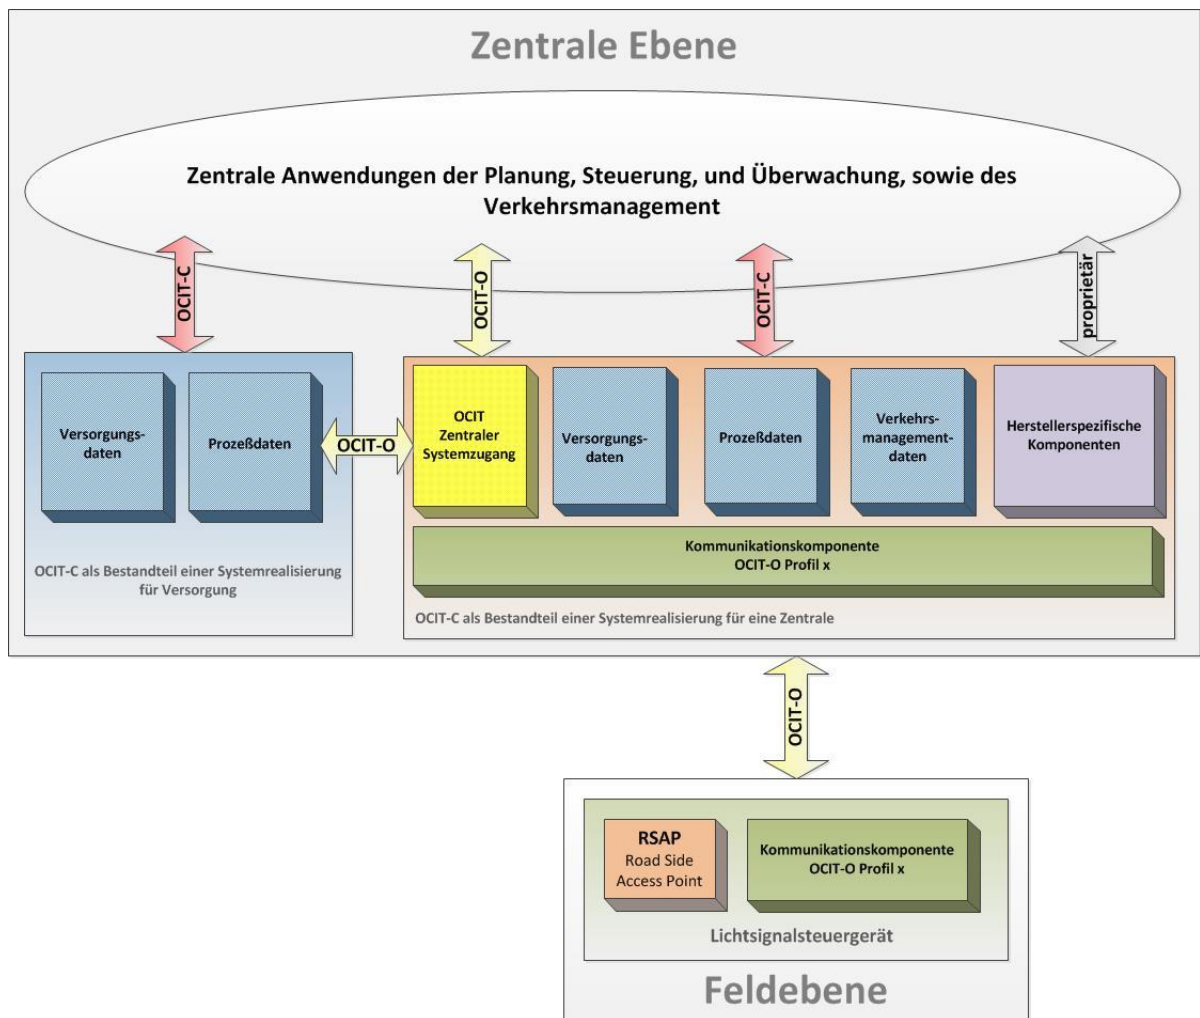 Zentrale Ebene
Zentrale Anwendungen der Planung, Steuerung, und Überwachung, sowie des
Verkehrsmanagement
OCIT-C
OCIT-O
OCIT-C
proprietär
Versorgungs-
daten
Prozeßdaten
OCIT-O
OCIT
Zentraler
Systemzugang
Versorgungs-
daten
Prozeßdaten
Verkehrs-
management-
daten
Herstellerspezifische
Komponenten
Kommunikationskomponente
OCIT-O Profil x
OCIT-C als Bestandteil einer Systemrealisierung
für Versorgung
OCIT-C als Bestandteil einer Systemrealisierung für eine Zentrale
OCIT-O
RSAP
Road Side
Access Point
Kommunikationskomponente
OCIT-O Profil x
Lichtsignalsteuergerät
Feldebene